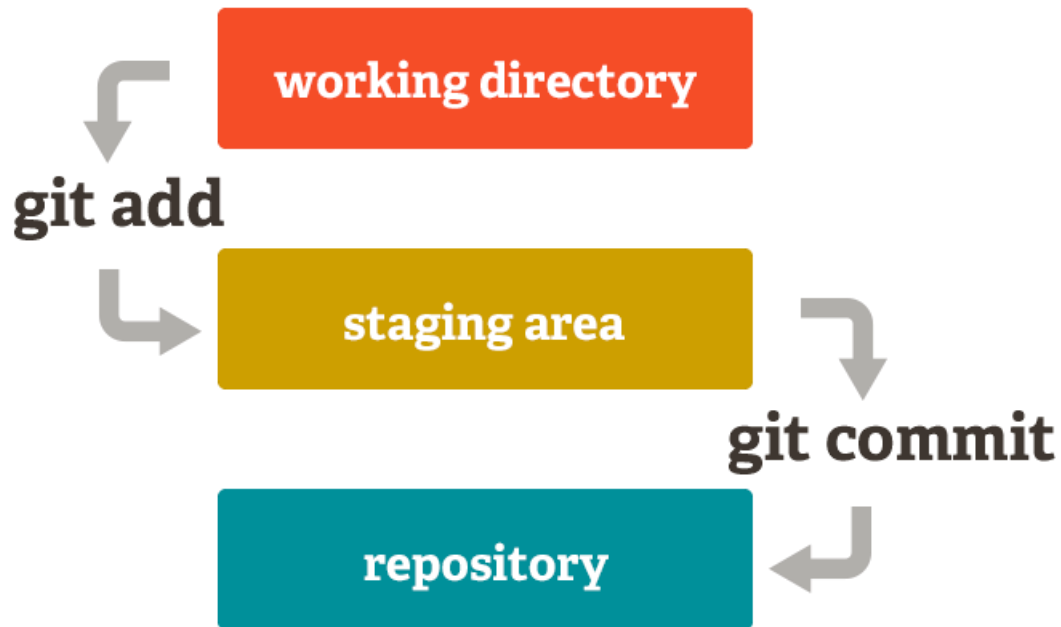 working directory
git add
staging area
git commit
repository